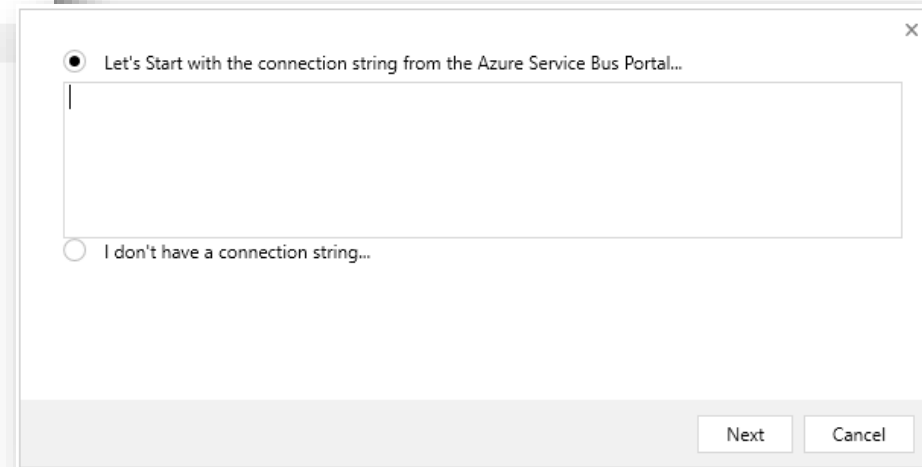 Let's Start with the connection string from the Azure Service Bus Portal...
I don't have a connection string...
Next
Cancel